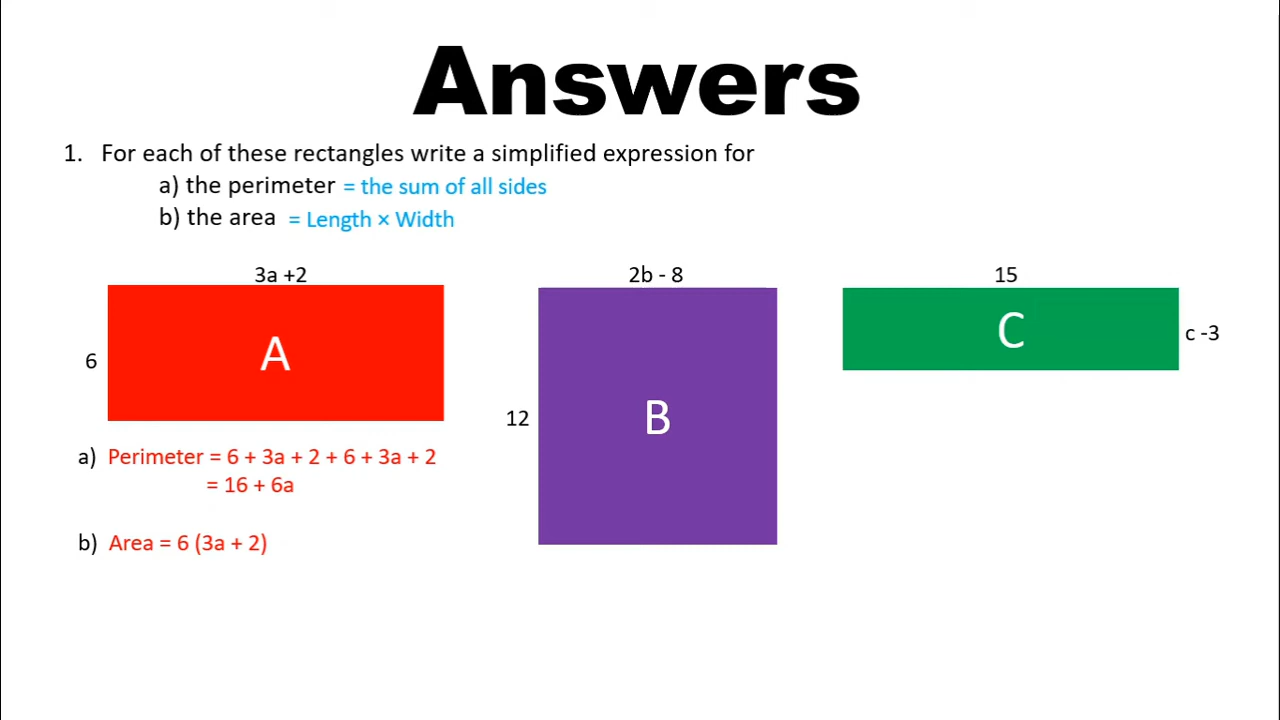 Answers
1. For each of these rectangles write a simplified expression for
a) the perimeter = the sum of all sides
b) the area = Length × Width
3a +2
2b - 8
15
A
6
B
12
C
c -3
a) Perimeter = 6 + 3a + 2 + 6 + 3a + 2
= 16 + 6a
b) Area = 6 (3a + 2)